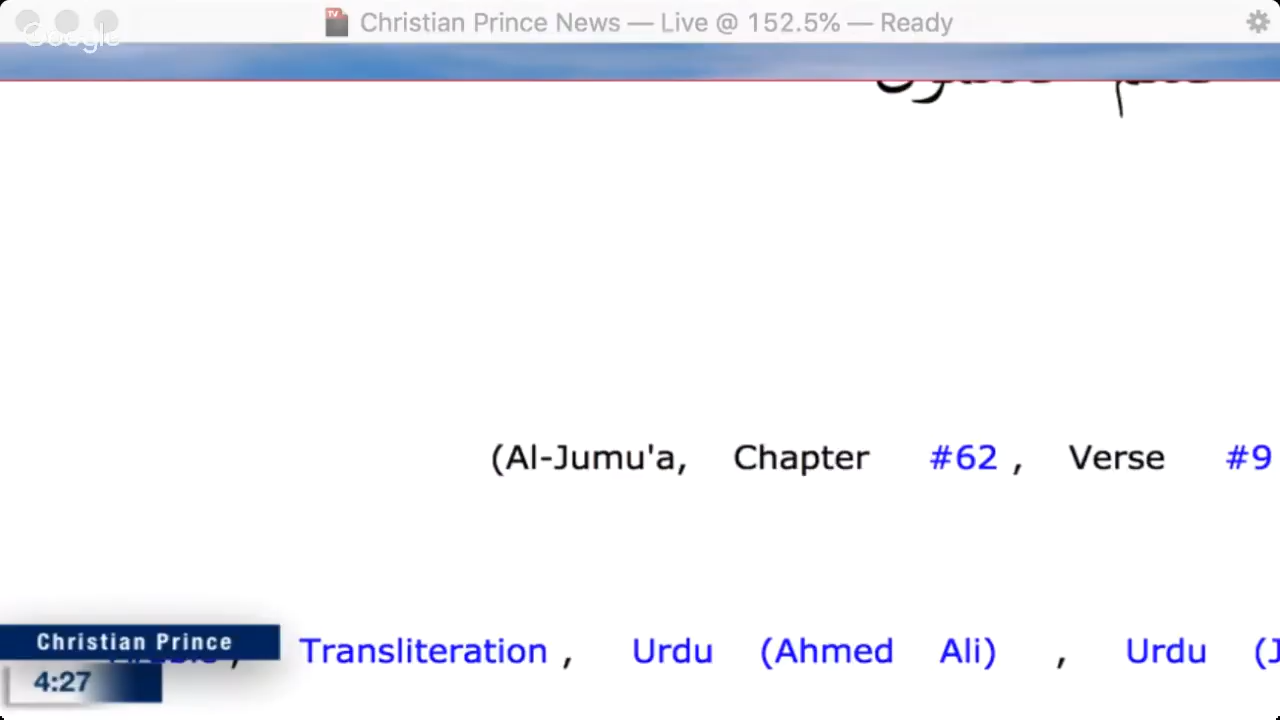 Google
Christian Prince News — Live @ 152.5% — Ready
(Al-Jumu'a, Chapter #62 , Verse #9
Christian Prince
Transliteration , Urdu (Ahmed Ali) , Urdu (J
4:27